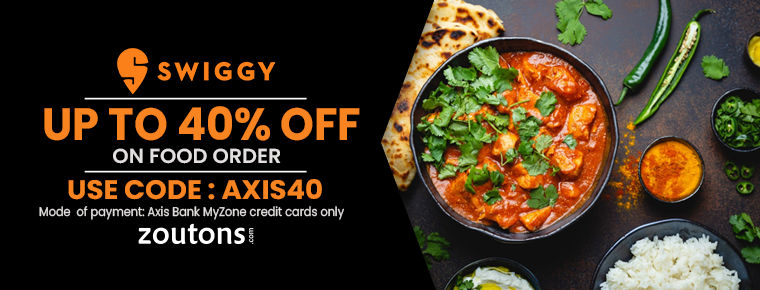 SWIGGY
UP TO 40% OFF
ON FOOD ORDER
USE CODE : AXIS40
Mode of payment: Axis Bank MyZone credit cards only
zoutons.com